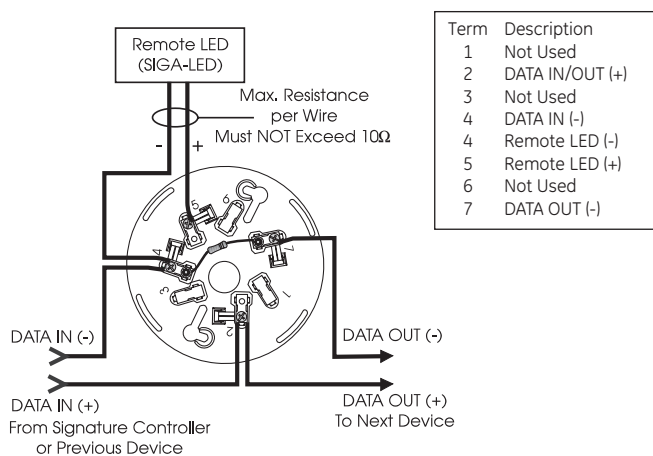 Remote LED
(SIGA-LED)
Max. Resistance
per Wire
Must NOT Exceed 10Ω
- +
5
6
4
7
3
1
2
DATA IN (-)
DATA OUT (-)
DATA IN (+)
DATA OUT (+)
From Signature Controller
or Previous Device
To Next Device
Term Description
1 Not Used
2 DATA IN/OUT (+)
3 Not Used
4 DATA IN (-)
4 Remote LED (-)
5 Remote LED (+)
6 Not Used
7 DATA OUT (-)